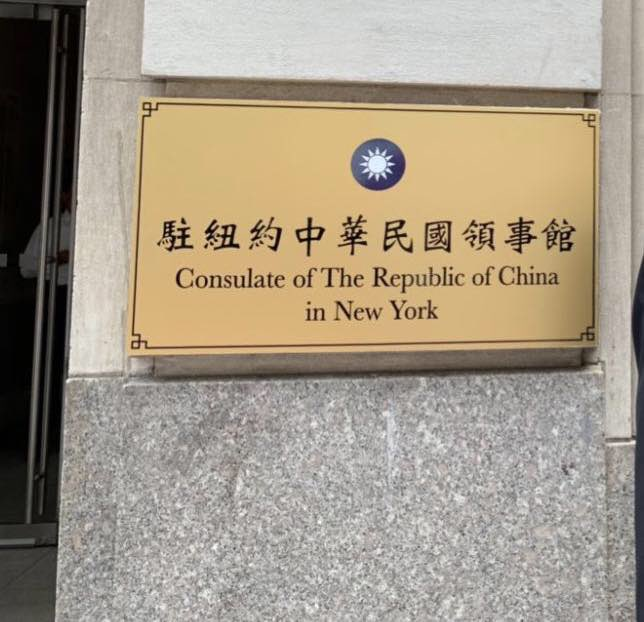 駐紐約中華民國領事館
Consulate of The Republic of China
in New York